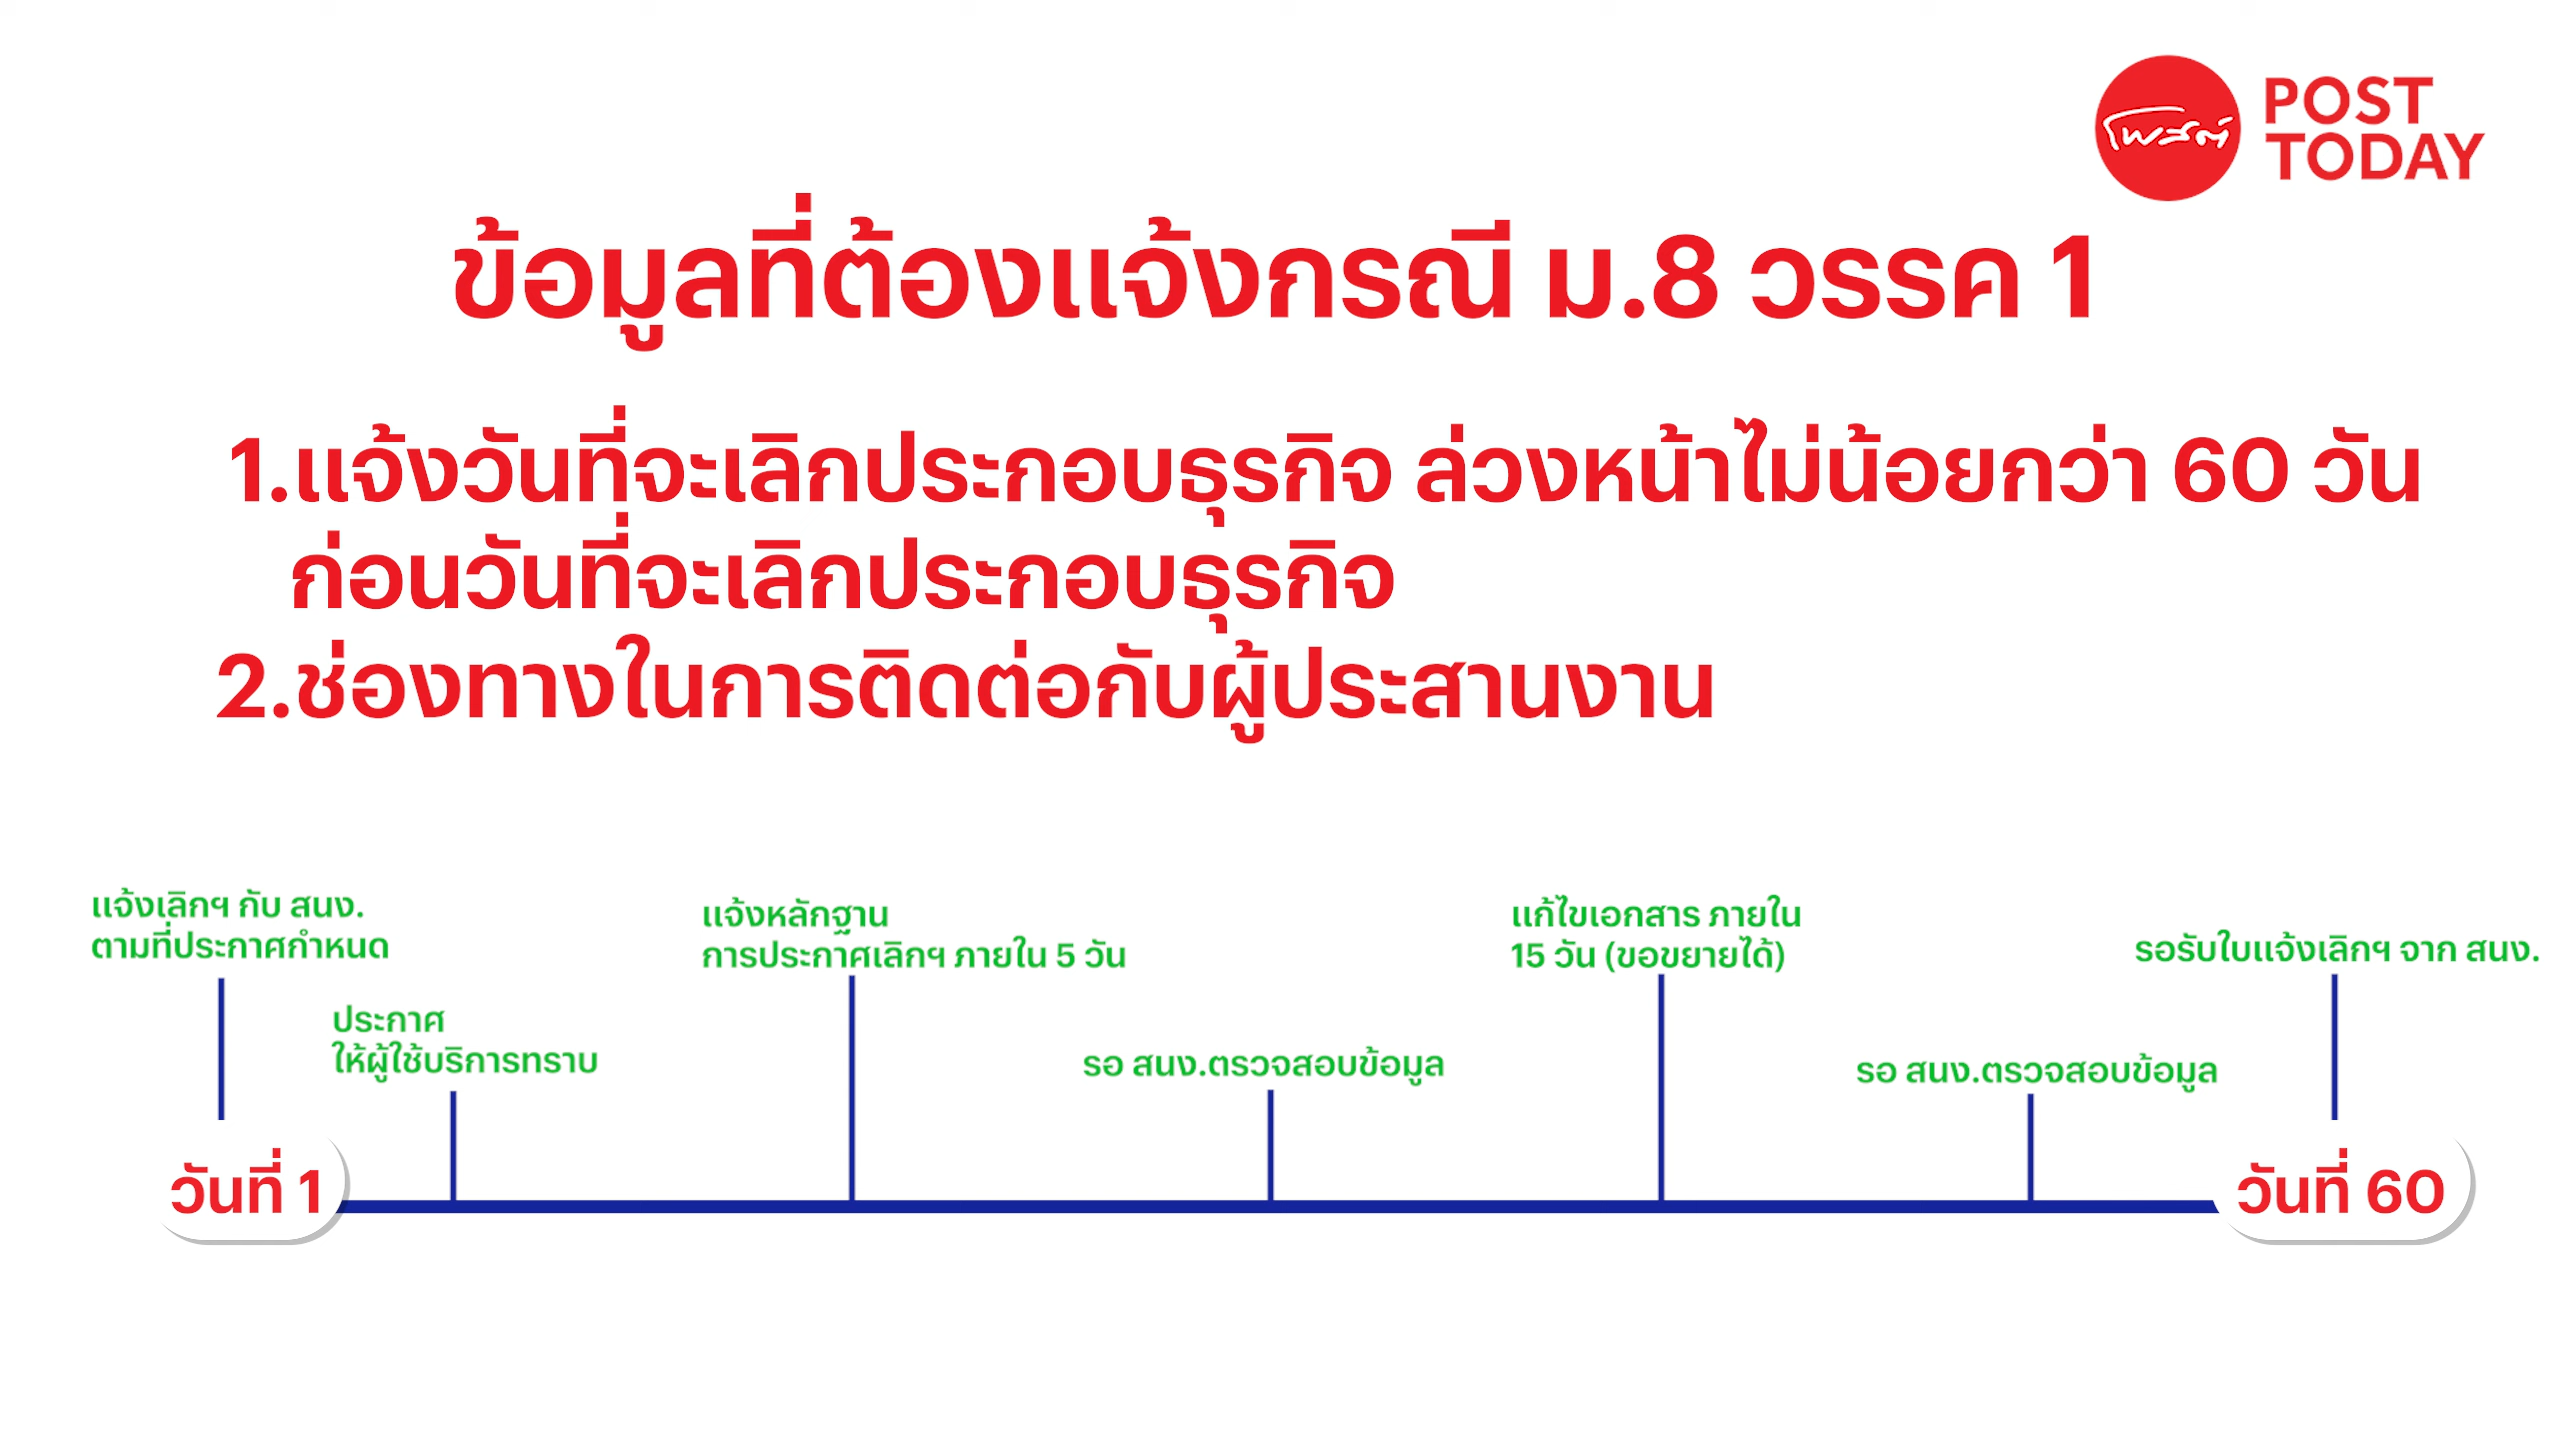 โพสต์
POST
TODAY
ข้อมูลที่ต้องแจ้งกรณี ม.8 วรรค 1
1.แจ้งวันที่จะเลิกประกอบธุรกิจ ล่วงหน้าไม่น้อยกว่า 60 วัน
ก่อนวันที่จะเลิกประกอบธุรกิจ
2.ช่องทางในการติดต่อกับผู้ประสานงาน
แจ้งเลิกฯ กับ สนง.
ตามที่ประกาศกำหนด
ประกาศ
ให้ผู้ใช้บริการทราบ
แจ้งหลักฐาน
การประกาศเลิกฯ ภายใน 5 วัน
รอ สนง.ตรวจสอบข้อมูล
แก้ไขเอกสาร ภายใน
15 วัน (ขอขยายได้)
รอ สนง.ตรวจสอบข้อมูล
รอรับใบแจ้งเลิกฯ จาก สนง.
วันที่ 1
วันที่ 60